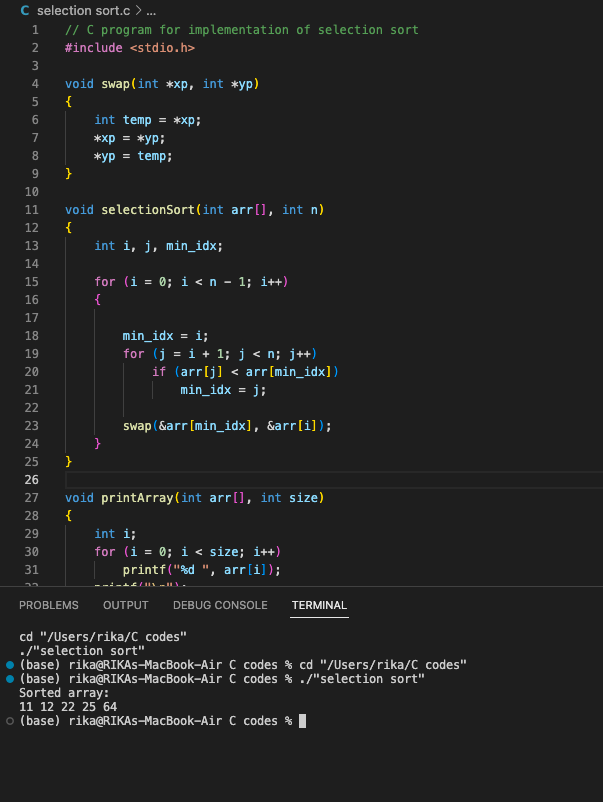 C selection sort.c > ...
1 // C program for implementation of selection sort
2 #include <stdio.h>
3
4 void swap(int *xp, int *yp)
5 {
6 int temp = *xp;
7 *xp = *yp;
8 *yp = temp;
9 }
10
11 void selectionSort(int arr[], int n)
12 {
13 int i, j, min_idx;
14
15 for (i = 0; i < n - 1; i++)
16 {
17
18 min_idx = i;
19 for (j = i + 1; j < n; j++)
20 if (arr[j] < arr[min_idx])
21 min_idx = j;
22
23 swap(&arr[min_idx], &arr[i]);
24 }
25 }
26
27 void printArray(int arr[], int size)
28 {
29 int i;
30 for (i = 0; i < size; i++)
31 printf("%d ", arr[i]);
32 printf("\n");
PROBLEMS OUTPUT DEBUG CONSOLE TERMINAL
cd "/Users/rika/C codes"
./"selection sort"
(base) rika@RIKAs-MacBook-Air C codes % cd "/Users/rika/C codes"
(base) rika@RIKAs-MacBook-Air C codes % ./"selection sort"
Sorted array:
11 12 22 25 64
(base) rika@RIKAs-MacBook-Air C codes %